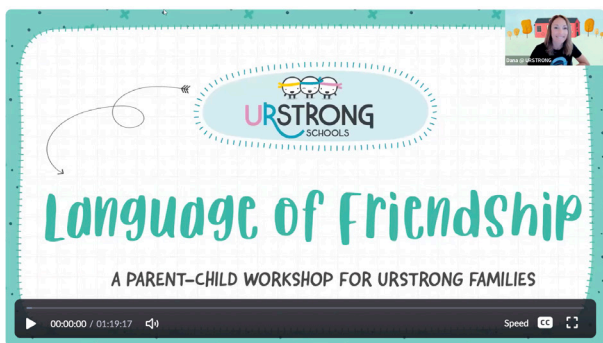 Dana @ URSTRONG
URSTRONG
SCHOOLS
Language of Friendship
A PARENT-CHILD WORKSHOP FOR URSTRONG FAMILIES
00:00:00 / 01:19:17
Speed
CC